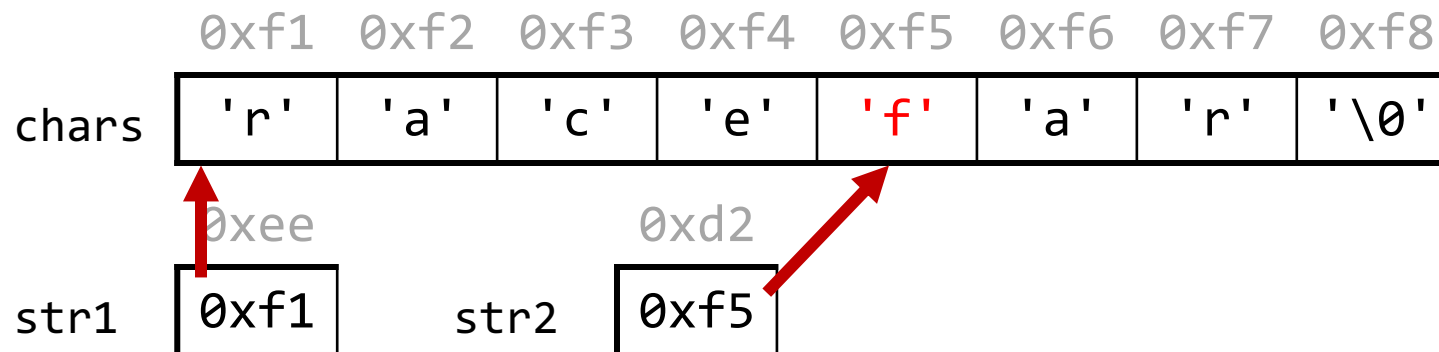 0xf1 0xf2 0xf3 0xf4 0xf5 0xf6 0xf7 0xf8
chars 'r' 'a' 'c' 'e' 'f' 'a' 'r' '\0'
0xee 0xd2
str1 0xf1 str2 0xf5